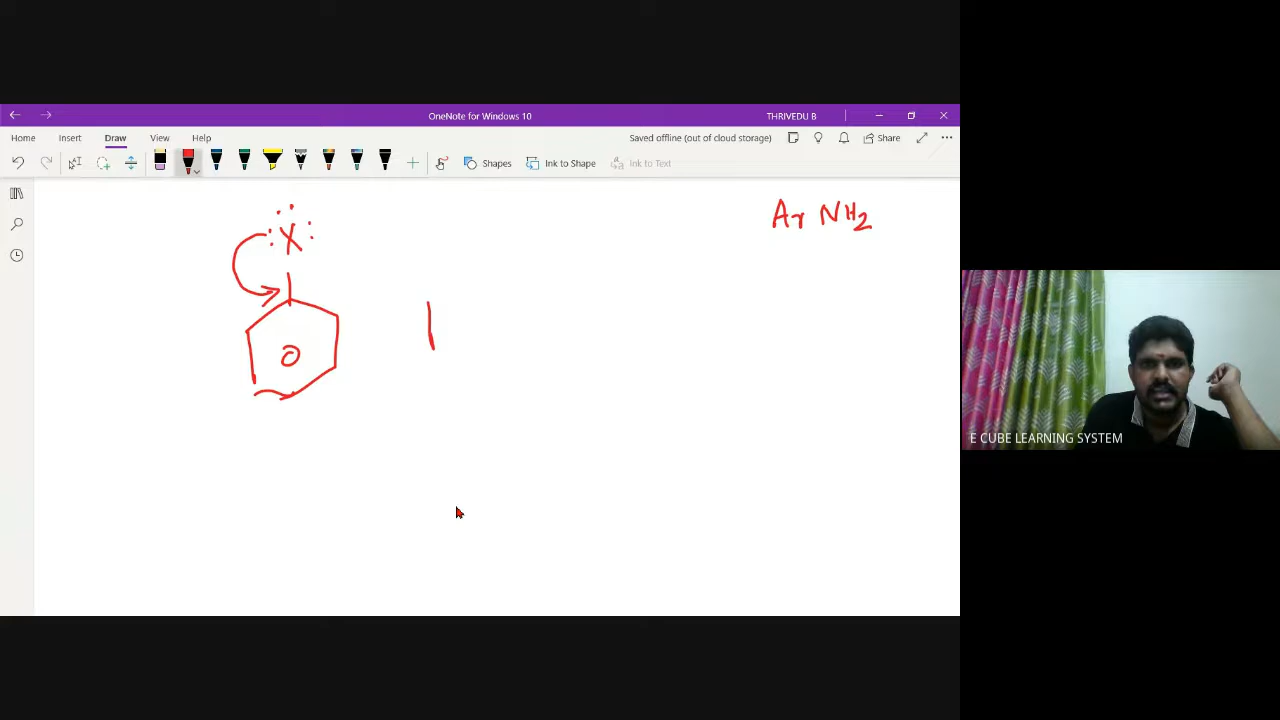 OneNote for Windows 10
THRIVEDU B
Home Insert Draw View Help
Saved offline (out of cloud storage)
Share
Shapes
Ink to Shape
Ink to Text
:X:
Ar NH2
E CUBE LEARNING SYSTEM